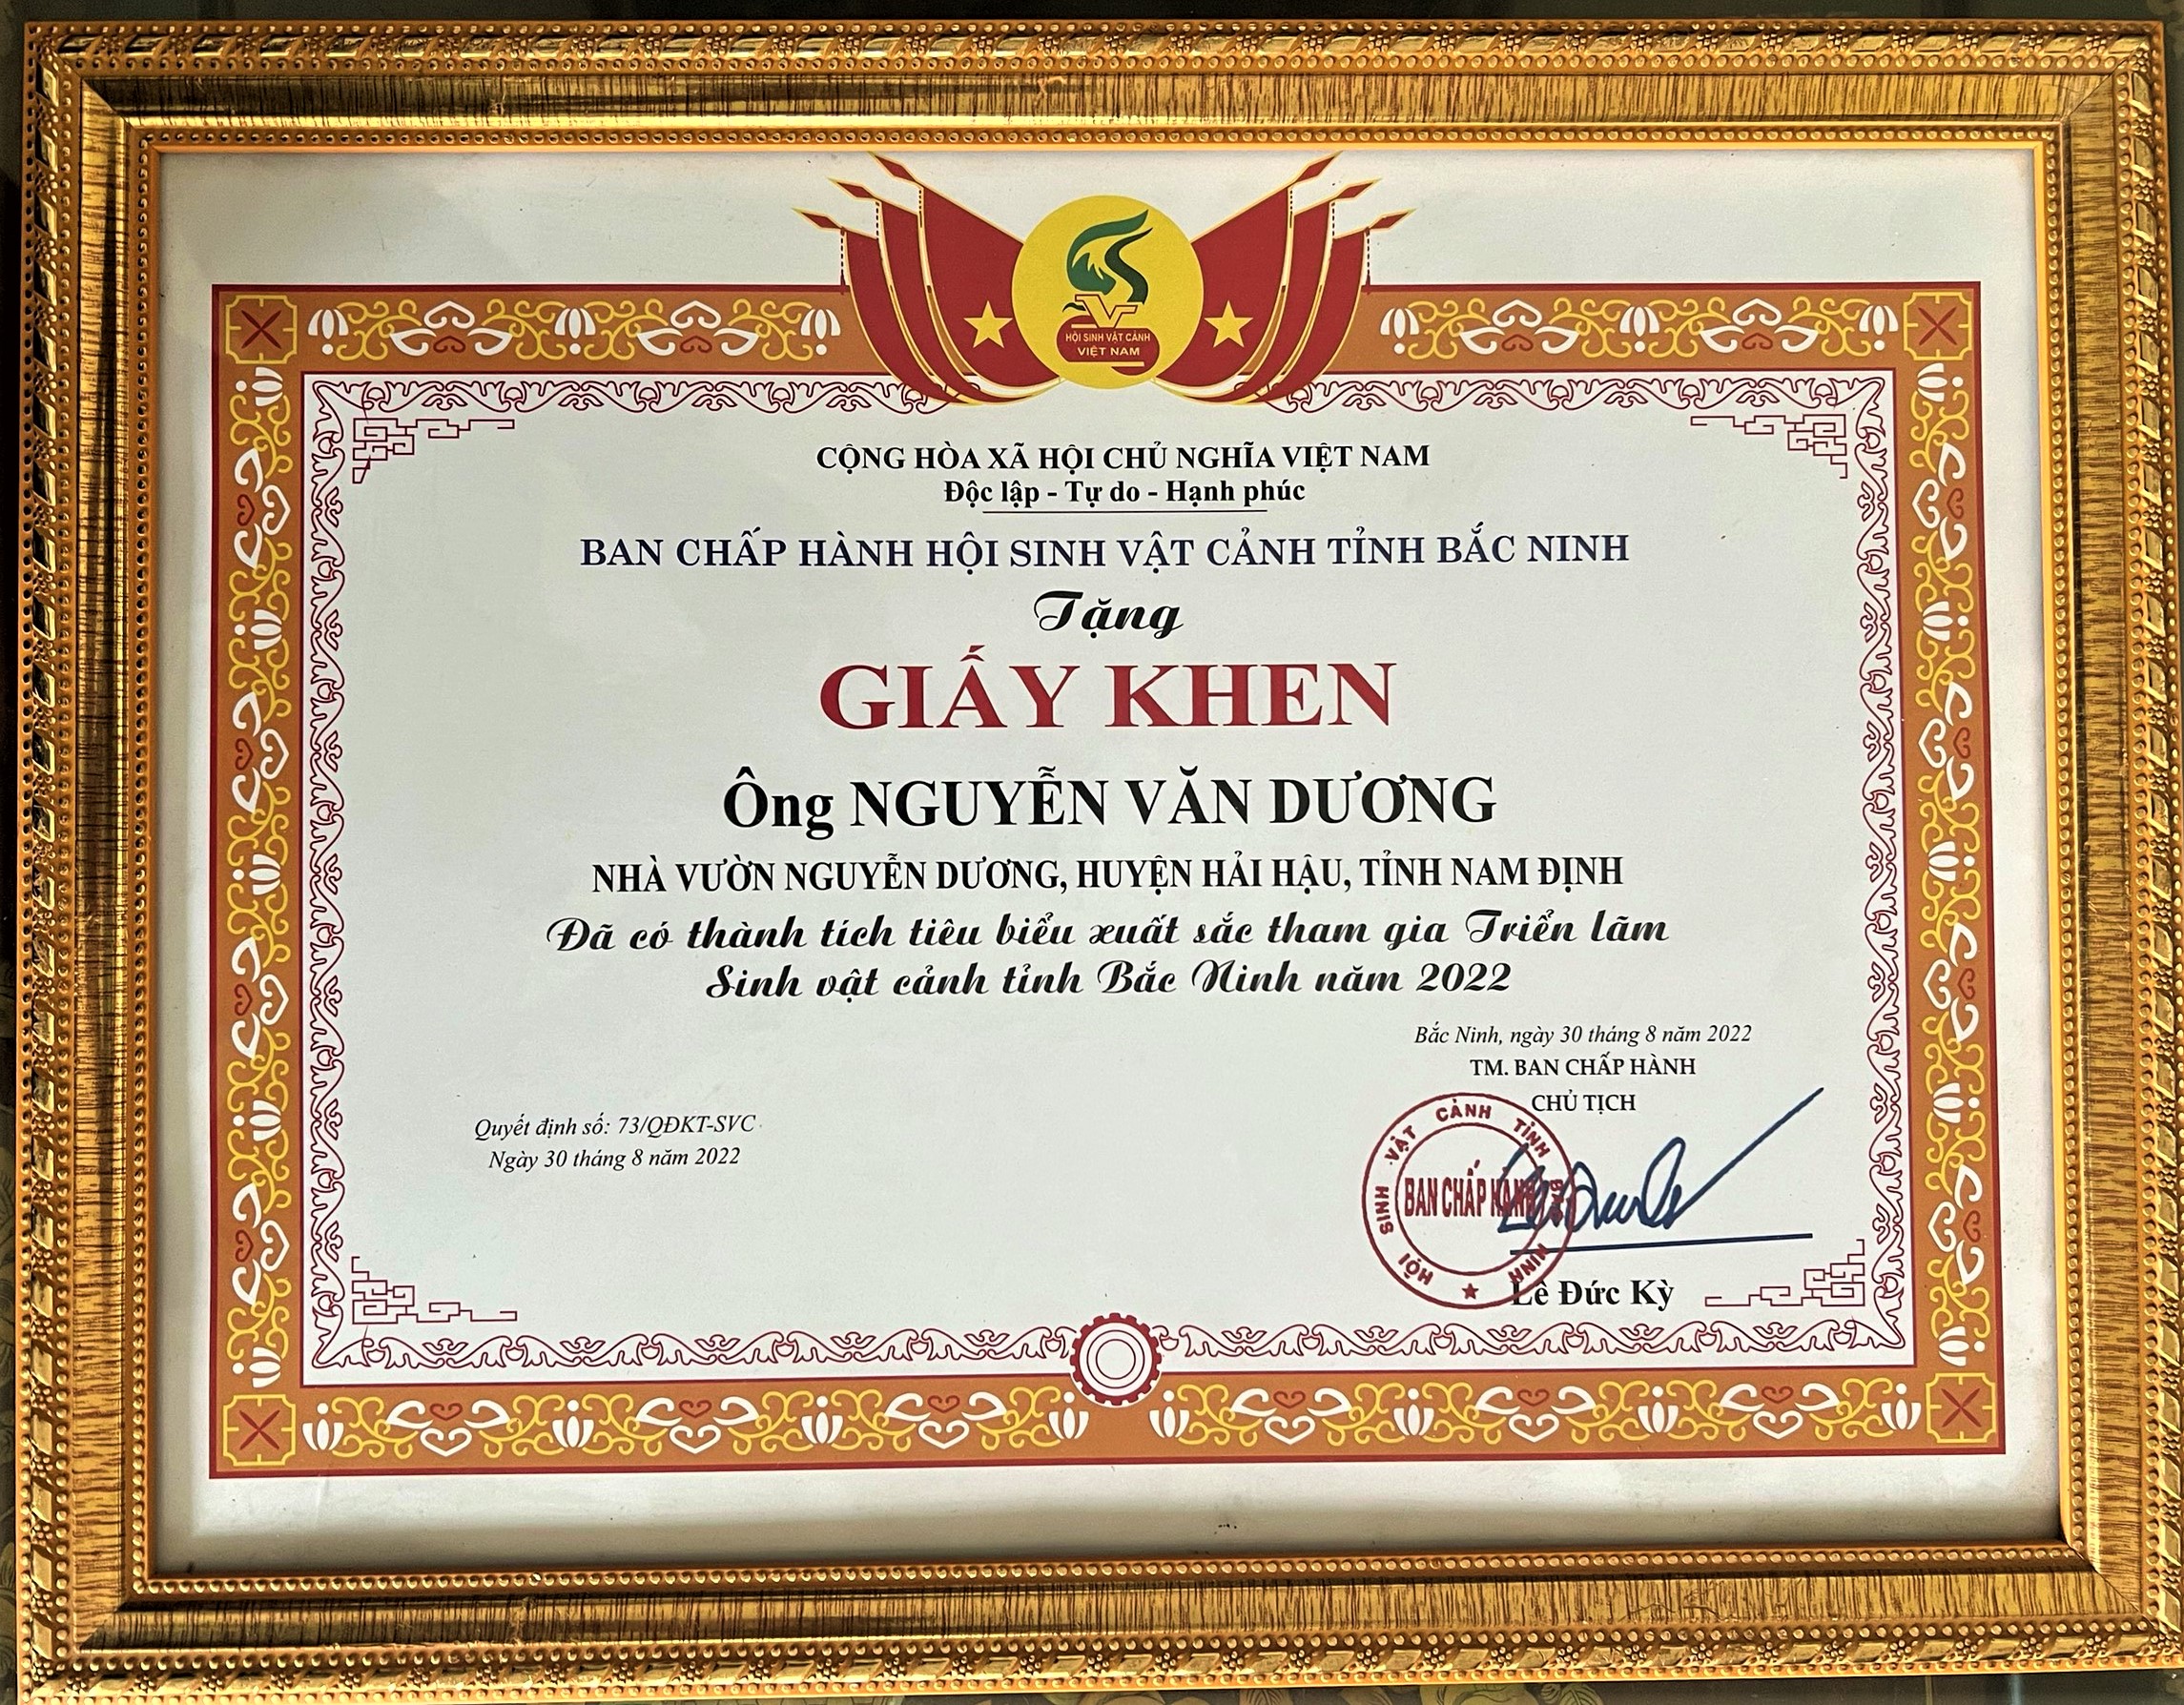 HỘI SINH VẬT CẢNH
VIỆT NAM
CỘNG HÒA XÃ HỘI CHỦ NGHĨA VIỆT NAM
Độc lập - Tự do - Hạnh phúc
BAN CHẤP HÀNH HỘI SINH VẬT CẢNH TỈNH BẮC NINH
Tặng
GIẤY KHEN
Ông NGUYỄN VĂN DƯƠNG
NHÀ VƯỜN NGUYỄN DƯƠNG, HUYỆN HẢI HẬU, TỈNH NAM ĐỊNH
Đã có thành tích tiêu biểu xuất sắc tham gia Triển lãm
Sinh vật cảnh tỉnh Bắc Ninh năm 2022
Bắc Ninh, ngày 30 tháng 8 năm 2022
TM. BAN CHẤP HÀNH
CHỦ TỊCH
Quyết định số: 73/QĐKT-SVC
Ngày 30 tháng 8 năm 2022
HỘI SINH VẬT CẢNH TỈNH BẮC NINH
BAN CHẤP HÀNH
Lê Đức Kỳ